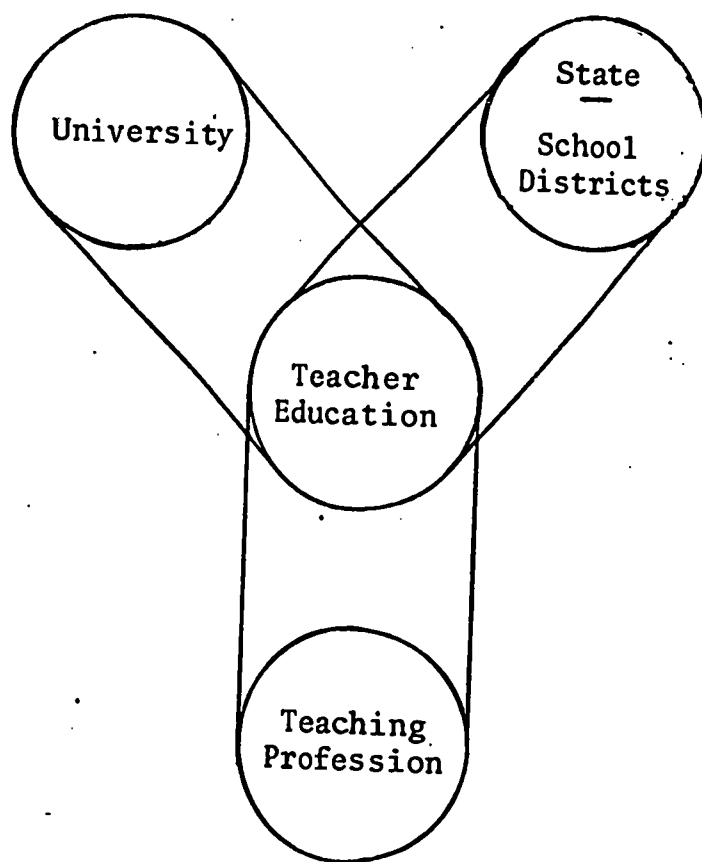 University
State
—
School
Districts
Teacher
Education
Teaching
Profession